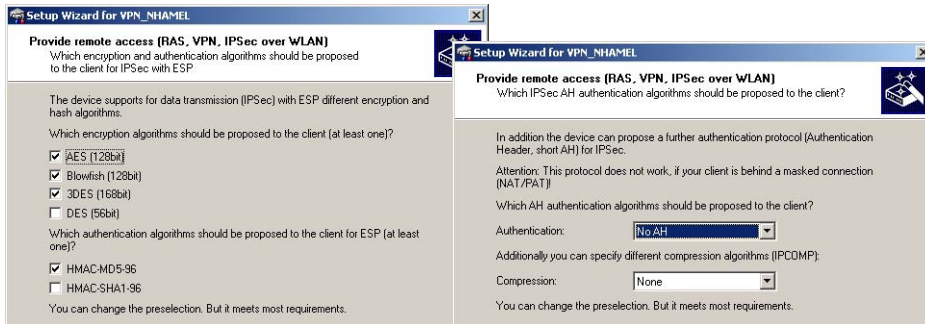 Setup Wizard for VPN_NHAMEL
Provide remote access (RAS, VPN, IPSec over WLAN)
Which encryption and authentication algorithms should be proposed
to the client for IPSec with ESP
The device supports for data transmission (IPSec) with ESP different encryption and
hash algorithms.
Which encryption algorithms should be proposed to the client (at least one)?
AES (128bit)
Blowfish (128bit)
3DES (168bit)
DES (56bit)
Which authentication algorithms should be proposed to the client for ESP (at least
one)?
HMAC-MD5-96
HMAC-SHA1-96
You can change the preselection. But it meets most requirements.
Setup Wizard for VPN_NHAMEL
Provide remote access (RAS, VPN, IPSec over WLAN)
Which IPSec AH authentication algorithms should be proposed to the client?
In addition the device can propose a further authentication protocol (Authentication
Header, short AH) for IPSec.
Attention: This protocol does not work, if your client is behind a masked connection
(NAT/PAT)!
Which AH authentication algorithms should be proposed to the client?
Authentication: No AH
Additionally you can specify different compression algorithms (IPCOMP):
Compression: None
You can change the preselection. But it meets most requirements.